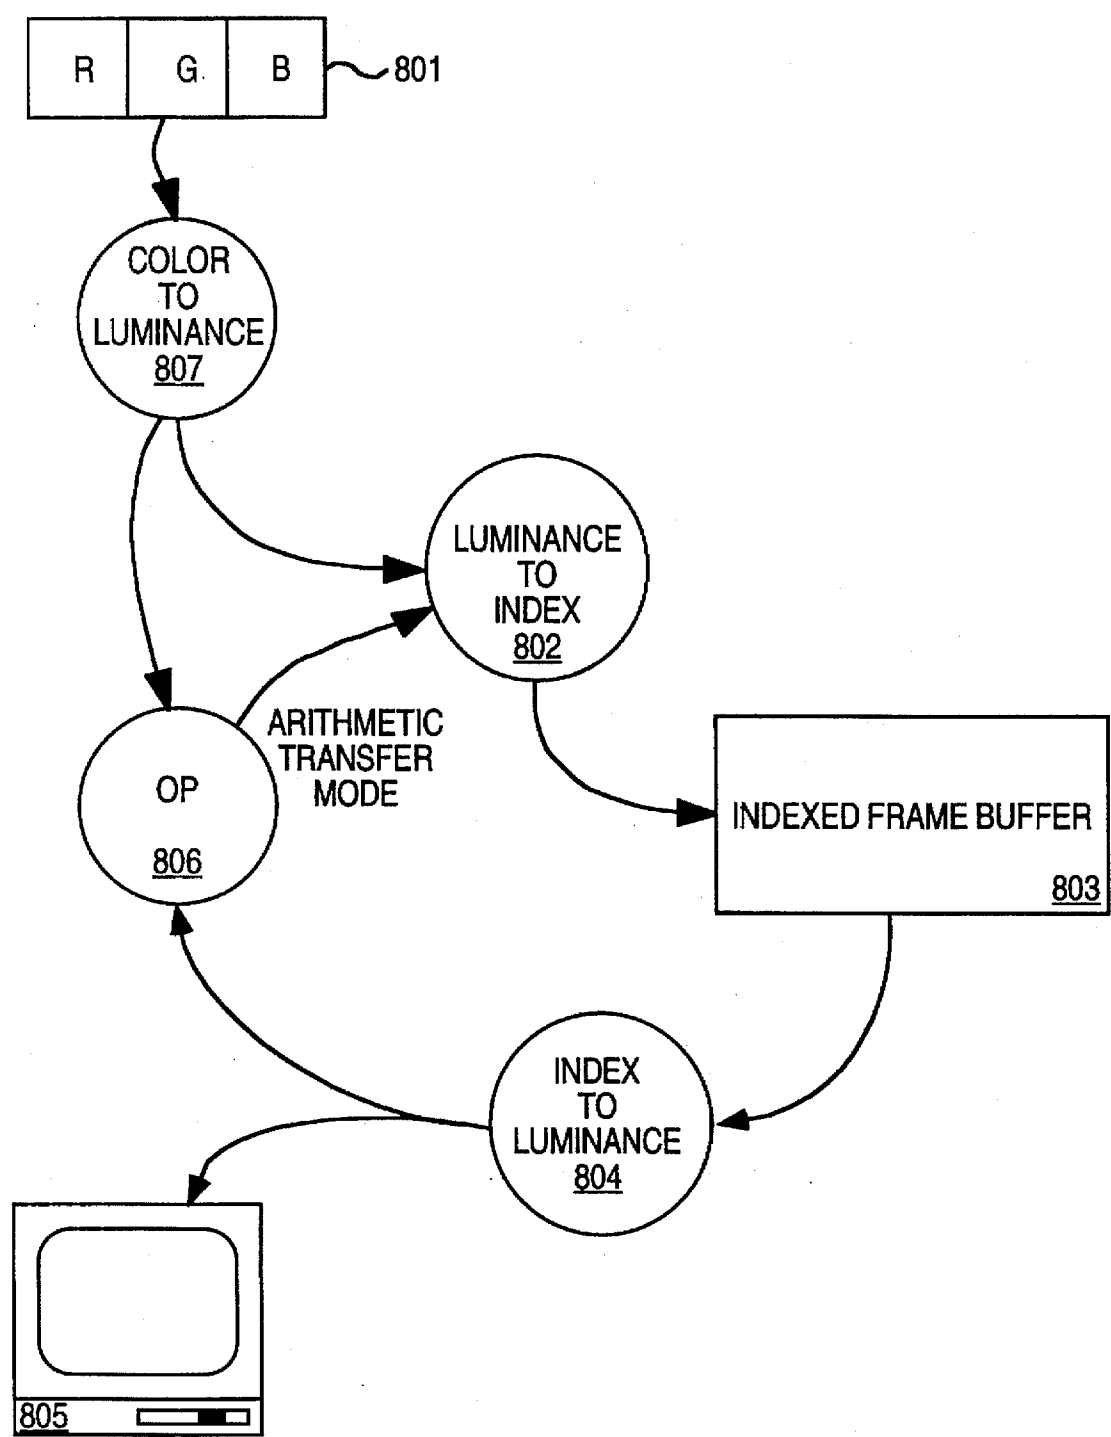 R G B 801
COLOR
TO
LUMINANCE
807
LUMINANCE
TO
INDEX
802
ARITHMETIC
TRANSFER
MODE
OP
806
INDEXED FRAME BUFFER
803
INDEX
TO
LUMINANCE
804
805